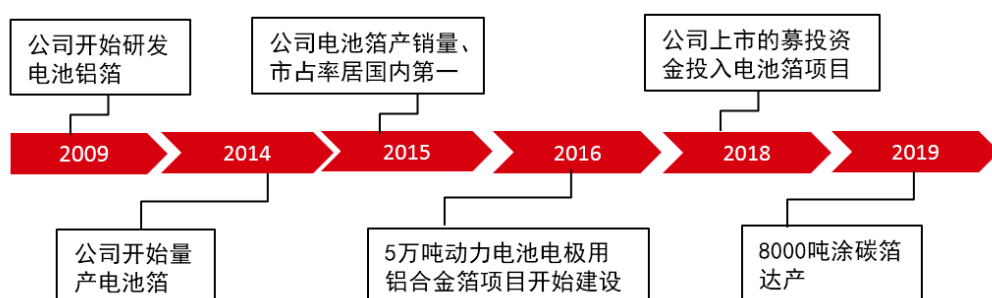 公司开始研发
电池铝箔
公司电池箔产销量、
市占率居国内第一
公司上市的募投资
金投入电池箔项目
2009
2014
2015
2016
2018
2019
公司开始量
产电池箔
5万吨动力电池电极用
铝合金箔项目开始建设
8000吨涂碳箔
达产